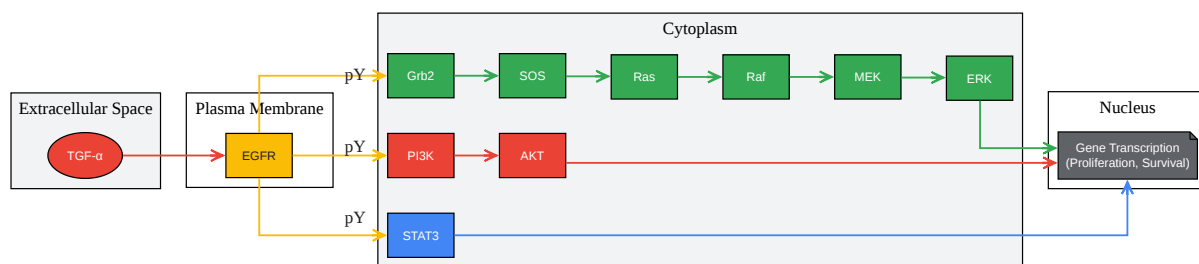 Cytoplasm
pY
Grb2
SOS
Ras
Raf
MEK
ERK
Extracellular Space
Plasma Membrane
Nucleus
TGF-α
EGFR
pY
PI3K
AKT
Gene Transcription
(Proliferation, Survival)
pY
STAT3